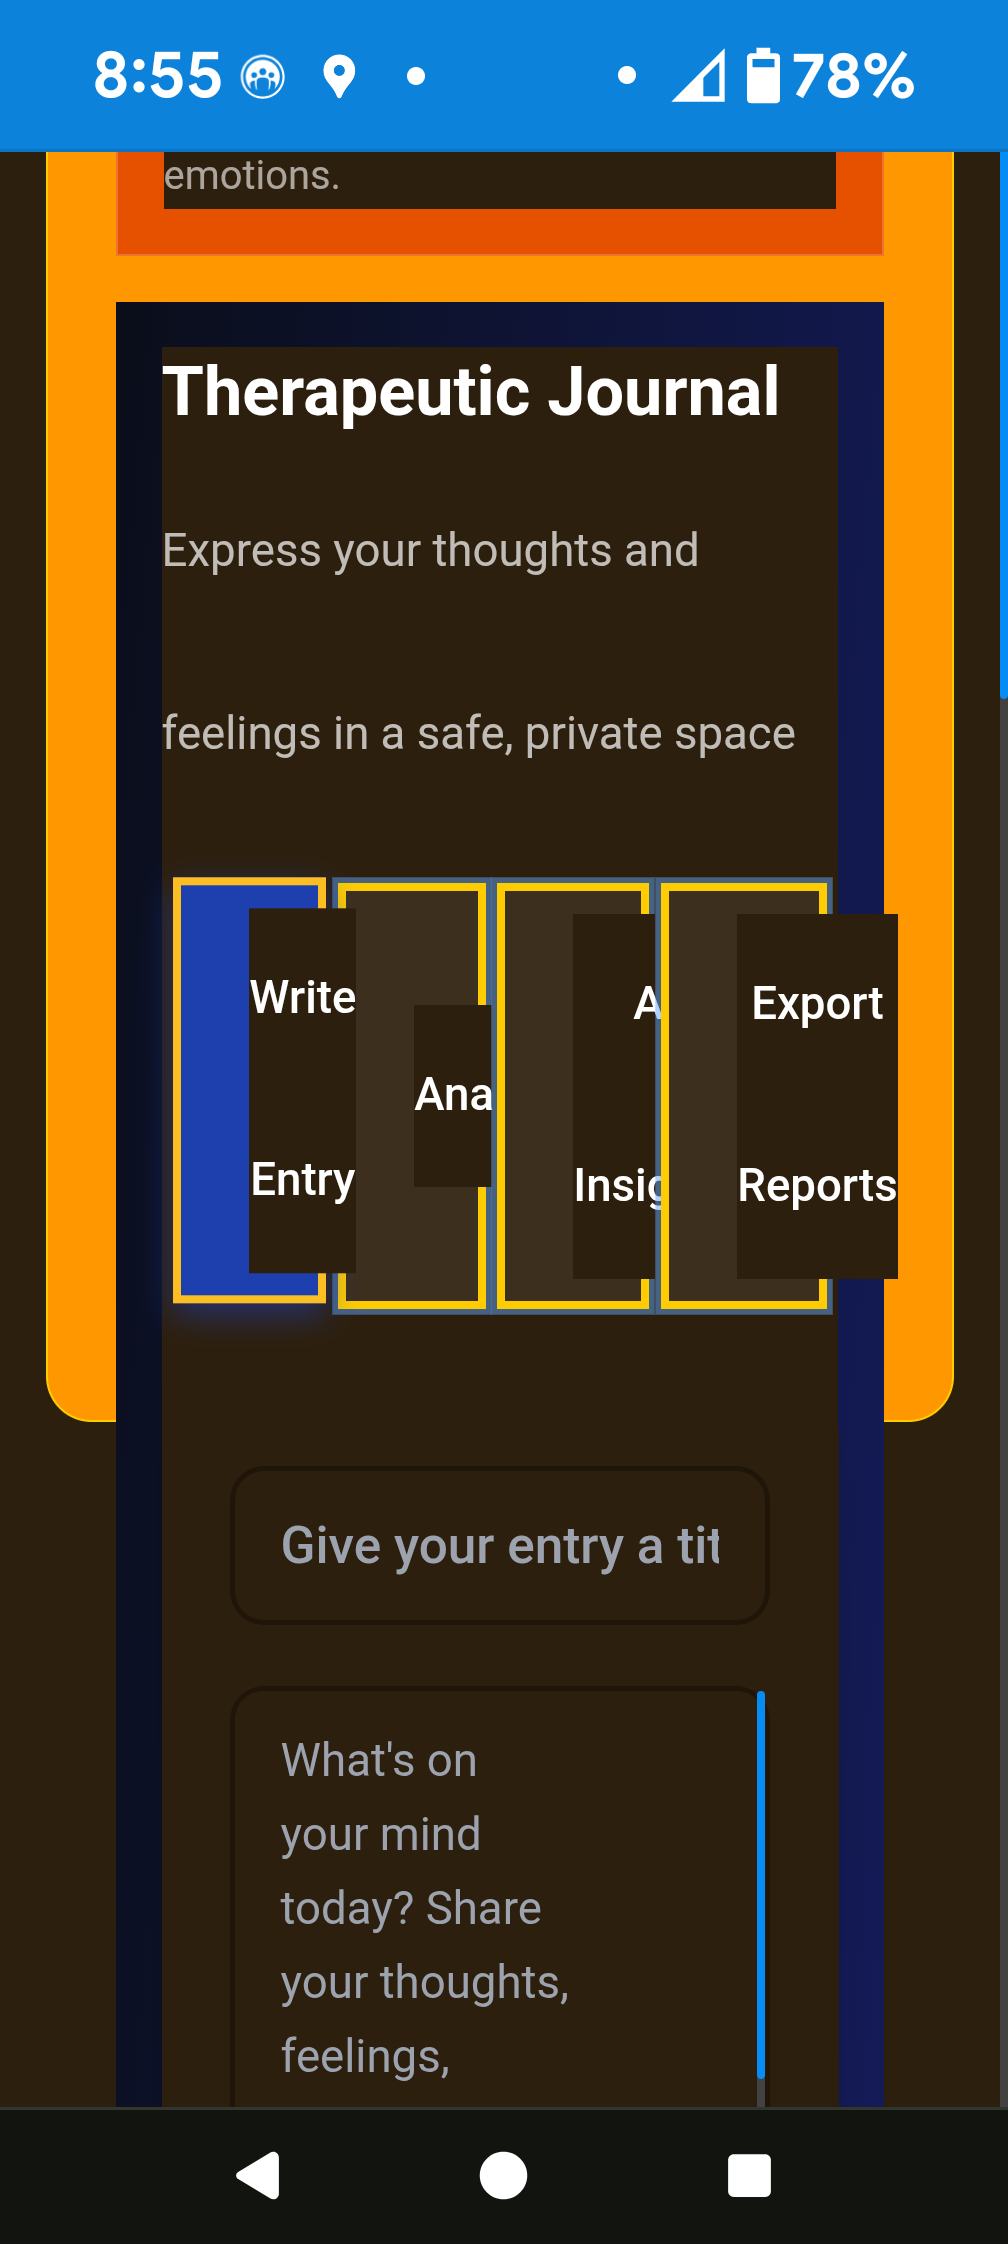 8:55
78%
emotions.
Therapeutic Journal
Express your thoughts and
feelings in a safe, private space
Write
Entry
Ana
A
Insig
Export
Reports
Give your entry a tit
What's on
your mind
today? Share
your thoughts,
feelings,